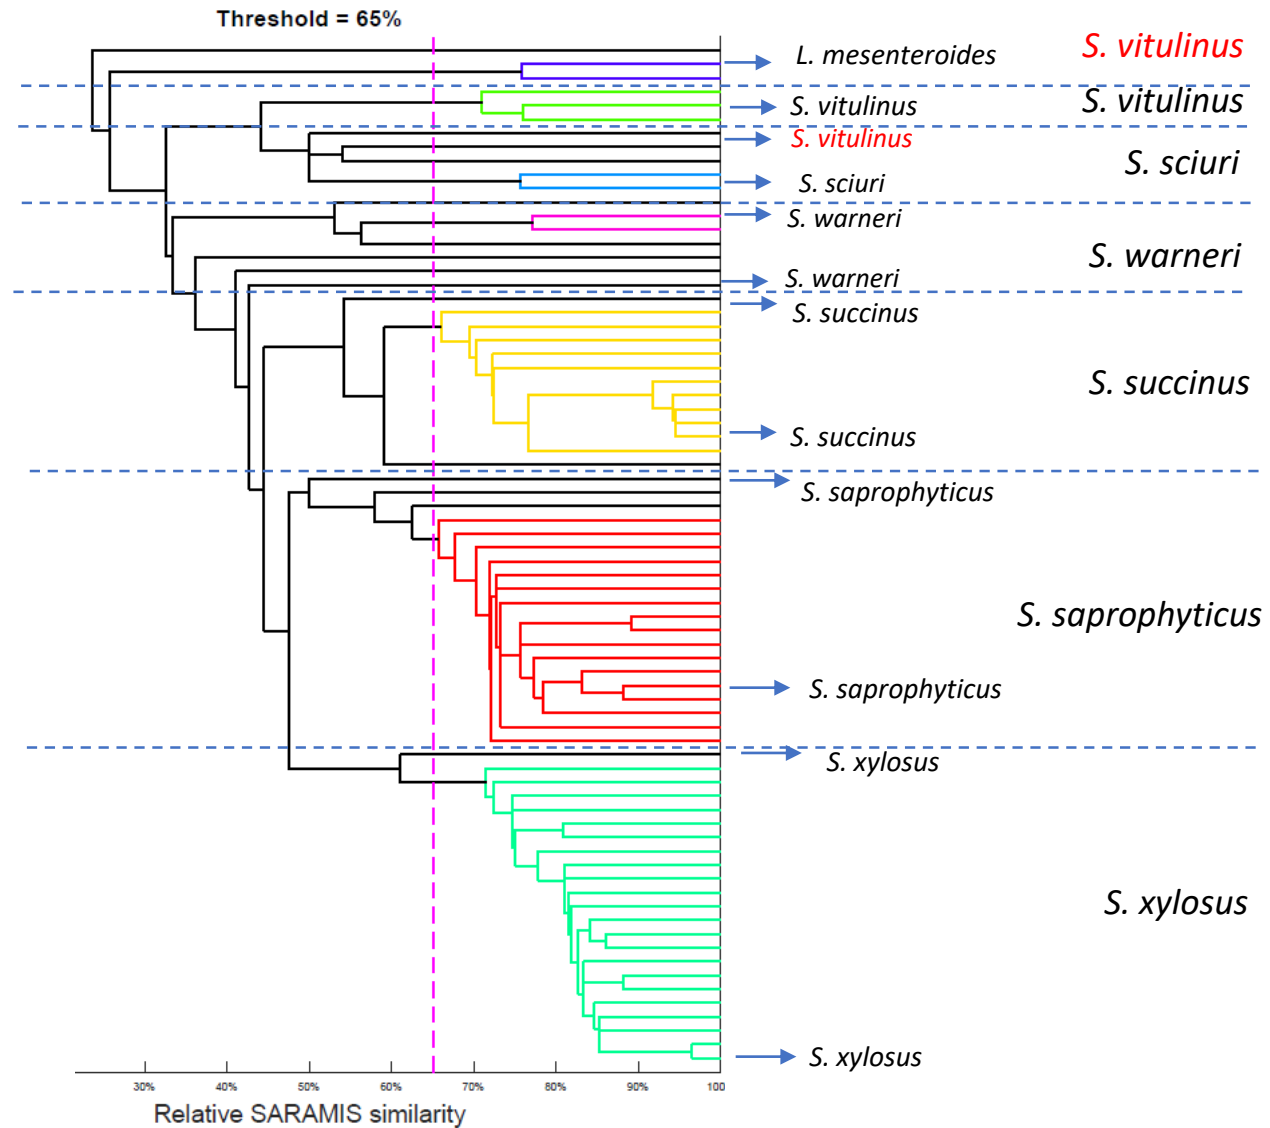 Threshold = 65%
L. mesenteroides
S. vitulinus
S. vitulinus
S. vitulinus
S. vitulinus
S. sciuri
S. sciuri
S. warneri
S. warneri
S. warneri
S. succinus
S. succinus
S. succinus
S. saprophyticus
S. saprophyticus
S. saprophyticus
S. xylosus
S. xylosus
S. xylosus
30% 40% 50% 60% 70% 80% 90% 100
Relative SARAMIS similarity